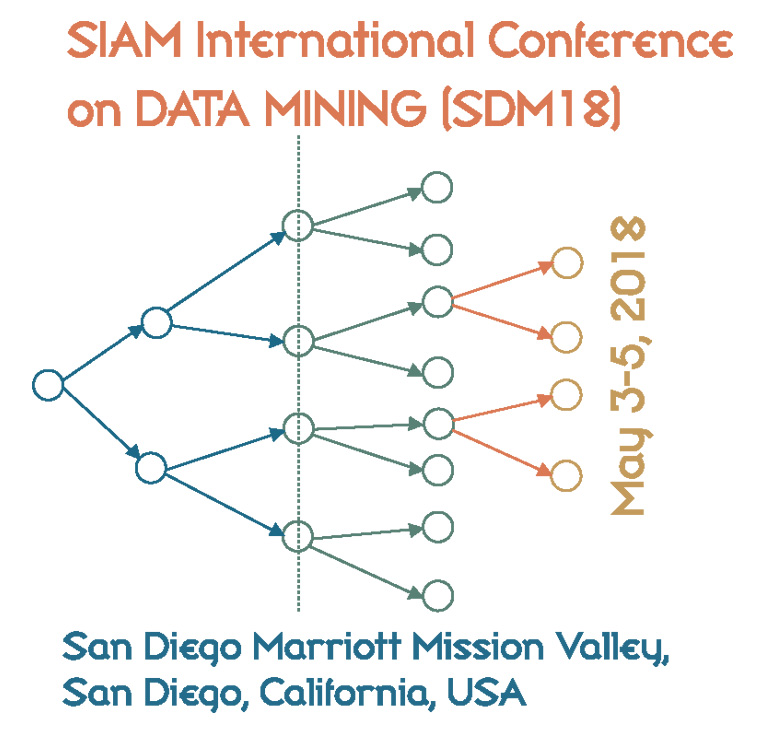 SIAM International Conference
on DATA MINING (SDM18)
May 3-5, 2018
San Diego Marriott Mission Valley,
San Diego, California, USA